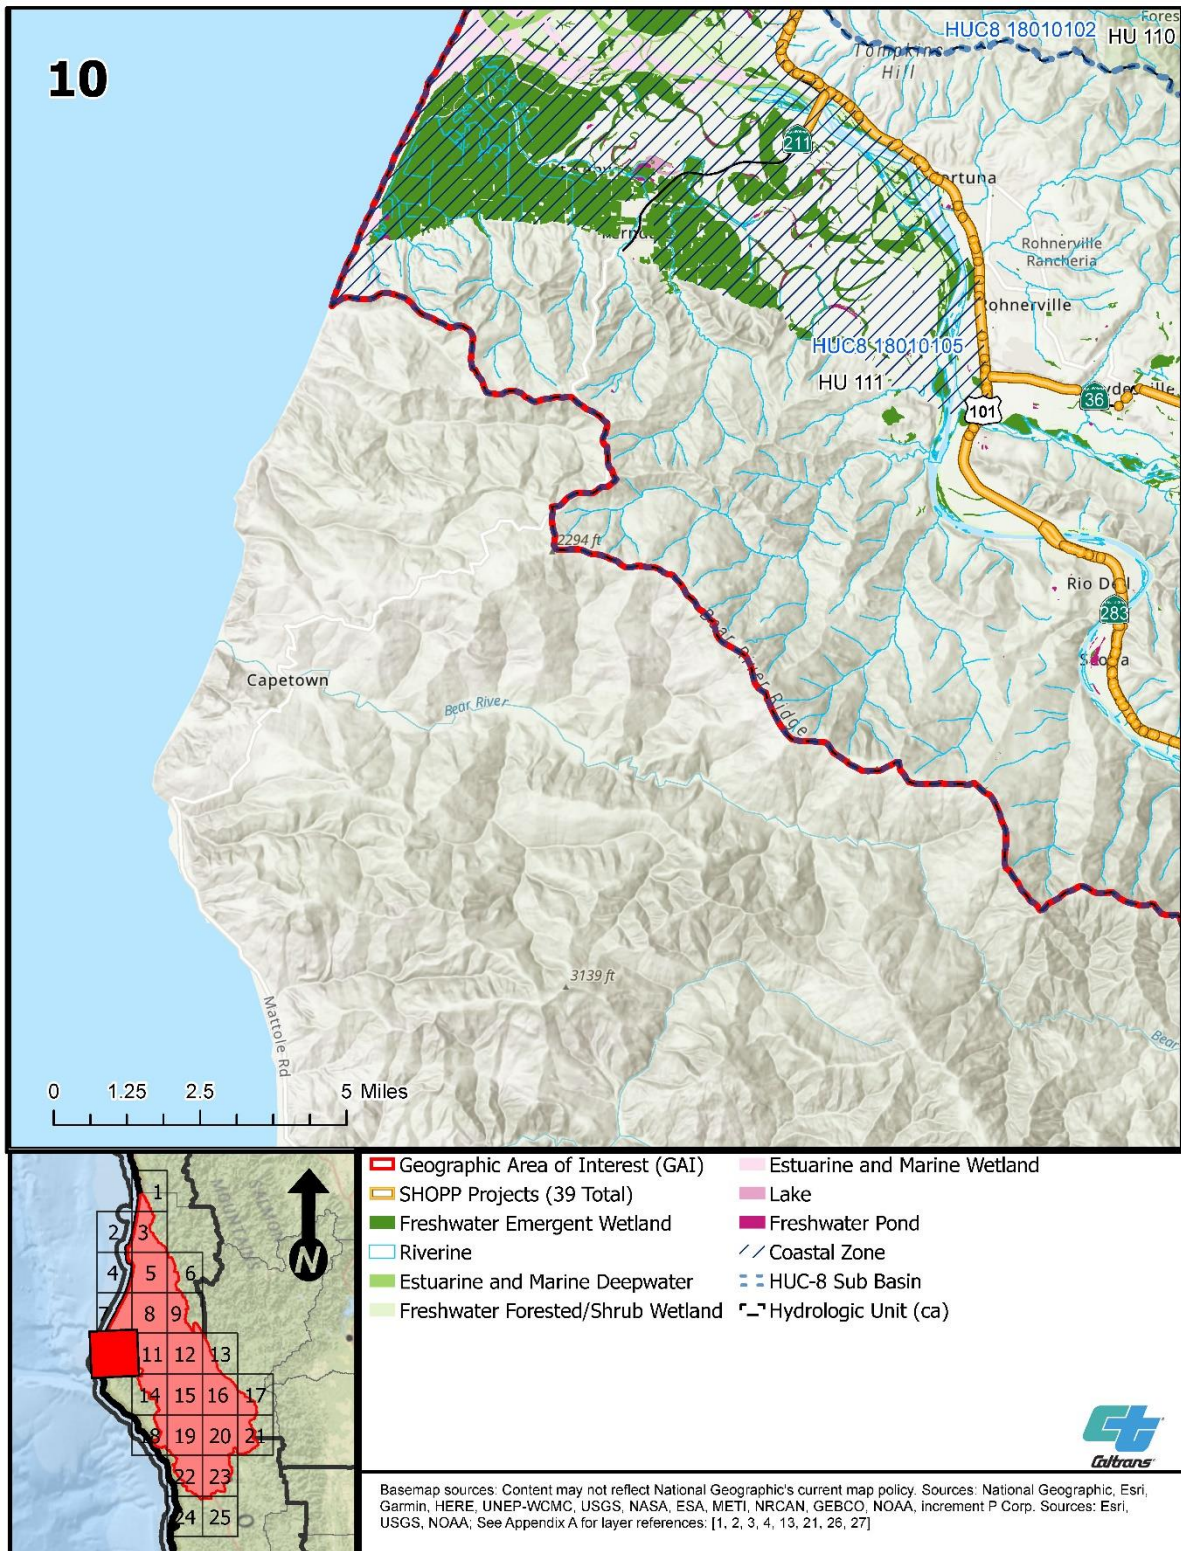 10
HUC8 18010102
HU 110
Tompkins
Hill
211
Rohnerville
Rancheria
Rohnerville
HUC8 18010105
HU 111
36
101
2294 ft
Rio Dell
283
Bear River Ridge
Capetown
Bear River
3139 ft
Mattole Rd
Bear
0 1.25 2.5 5 Miles
MOUNTAINS
SALMON
1
2 3
4 5 6
7 8 9
11 12 13
14 15 16 17
18 19 20 21
22 23
24 25
N
Geographic Area of Interest (GAI)
SHOPP Projects (39 Total)
Freshwater Emergent Wetland
Riverine
Estuarine and Marine Deepwater
Freshwater Forested/Shrub Wetland
Estuarine and Marine Wetland
Lake
Freshwater Pond
Coastal Zone
HUC-8 Sub Basin
Hydrologic Unit (ca)
Caltrans
Basemap sources: Content may not reflect National Geographic's current map policy. Sources: National Geographic, Esri,
Garmin, HERE, UNEP-WCMC, USGS, NASA, ESA, METI, NRCAN, GEBCO, NOAA, increment P Corp. Sources: Esri,
USGS, NOAA; See Appendix A for layer references: [1, 2, 3, 4, 13, 21, 26, 27]